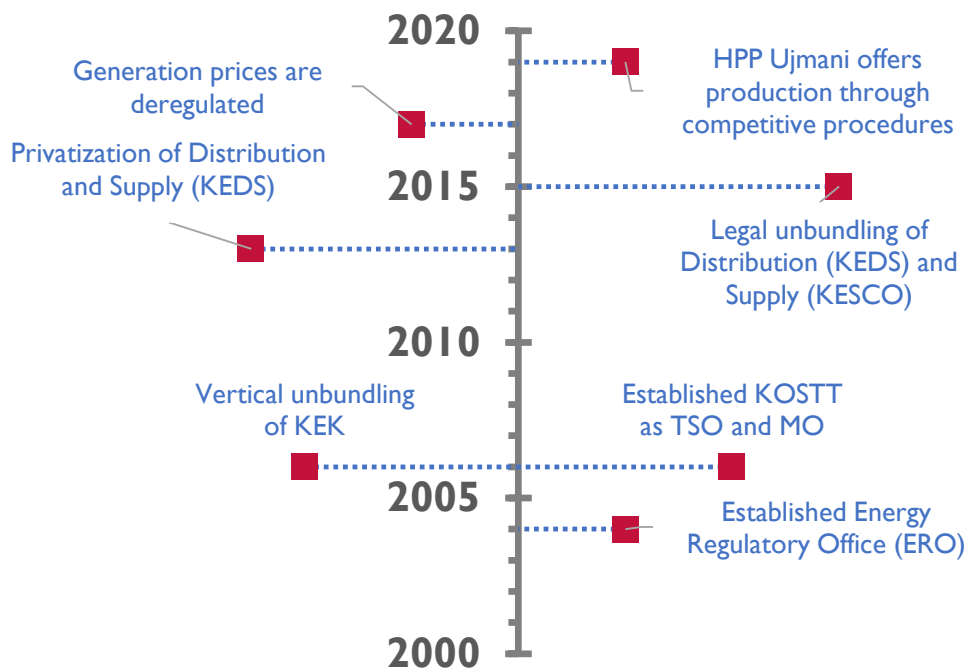 2020
HPP Ujmani offers
production through
competitive procedures
Generation prices are
deregulated
Privatization of Distribution
and Supply (KEDS)
2015
Legal unbundling of
Distribution (KEDS) and
Supply (KESCO)
2010
Vertical unbundling
of KEK
Established KOSTT
as TSO and MO
2005
Established Energy
Regulatory Office (ERO)
2000